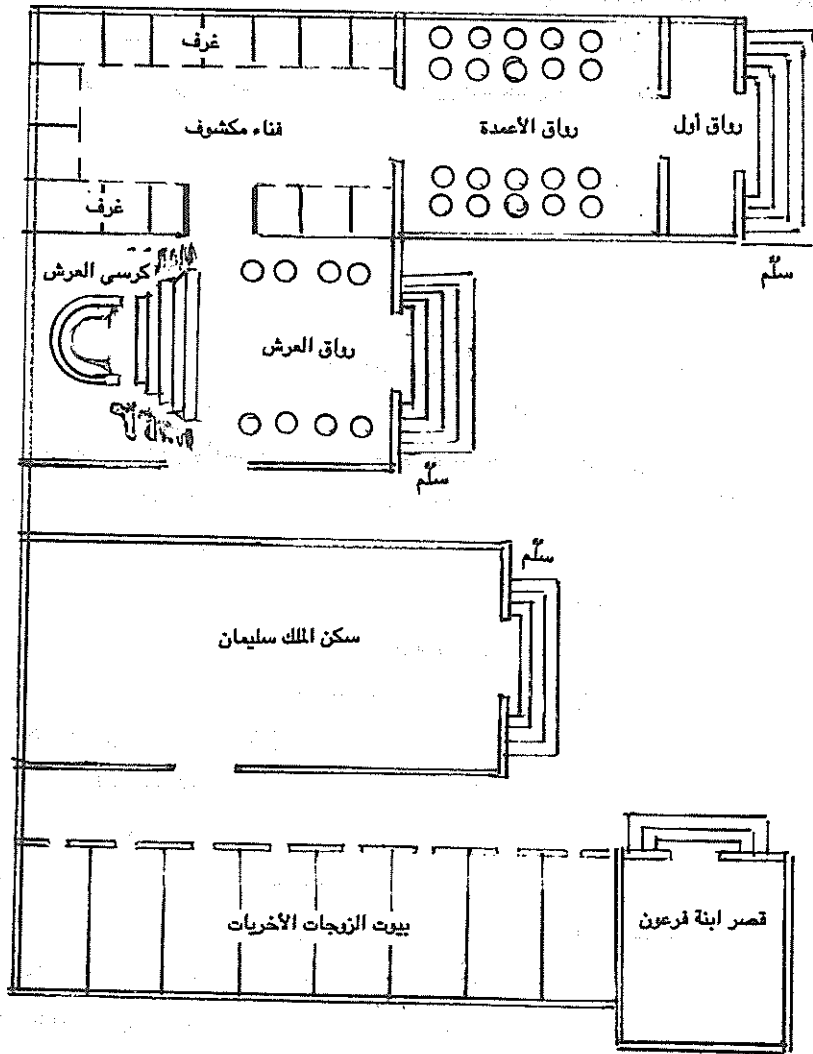 غرف
رواق أول
رواق الأعمدة
فناء مكشوف
غرف
سلّم
كرسى العرش
رواق العرش
سلّم
سلّم
سكن الملك سليمان
قصر ابنة فرعون
بيوت الزوجات الأخريات